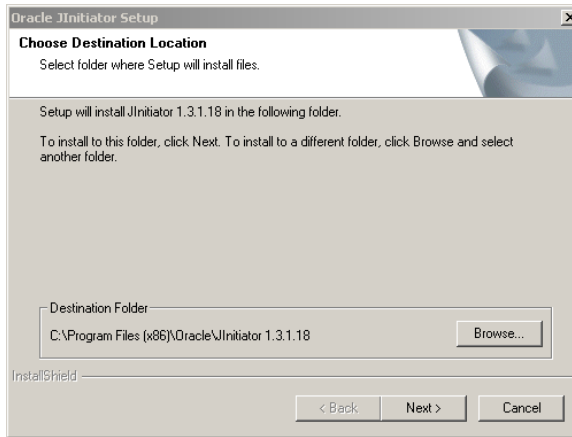 Oracle JInitiator Setup
Choose Destination Location
Select folder where Setup will install files.
Setup will install JInitiator 1.3.1.18 in the following folder.
To install to this folder, click Next. To install to a different folder, click Browse and select
another folder.
Destination Folder
C:\Program Files (x86)\Oracle\JInitiator 1.3.1.18
Browse...
InstallShield
< Back
Next >
Cancel